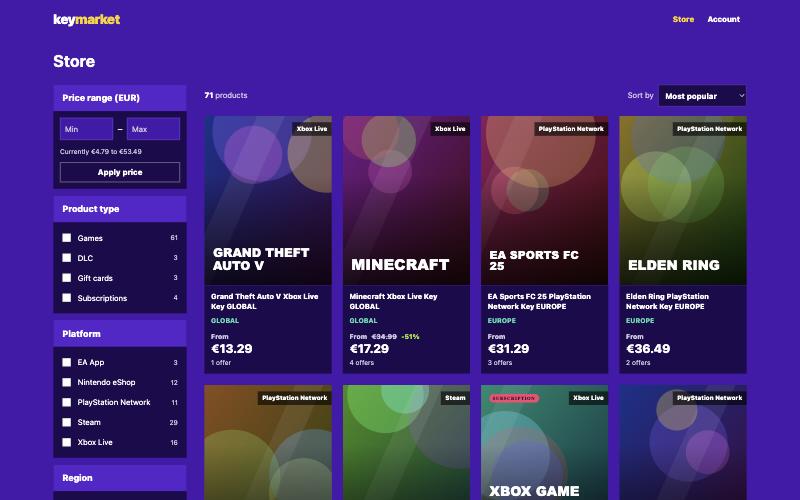 keymarket
Store
Account
Store
Price range (EUR)
Min
–
Max
Currently €4.79 to €53.49
Apply price
Product type
Games 61
DLC 3
Gift cards 3
Subscriptions 4
Platform
EA App 3
Nintendo eShop 12
PlayStation Network 11
Steam 29
Xbox Live 16
Region
71 products
Sort by
Most popular
Xbox Live
GRAND THEFT
AUTO V
Grand Theft Auto V Xbox Live
Key GLOBAL
GLOBAL
From
€13.29
1 offer
Xbox Live
MINECRAFT
Minecraft Xbox Live Key
GLOBAL
GLOBAL
From €34.99 -51%
€17.29
4 offers
PlayStation Network
EA SPORTS FC
25
EA Sports FC 25 PlayStation
Network Key EUROPE
EUROPE
From
€31.29
3 offers
PlayStation Network
ELDEN RING
Elden Ring PlayStation
Network Key EUROPE
EUROPE
From
€36.49
2 offers
PlayStation Network
Steam
SUBSCRIPTION
Xbox Live
XBOX GAME
PlayStation Network